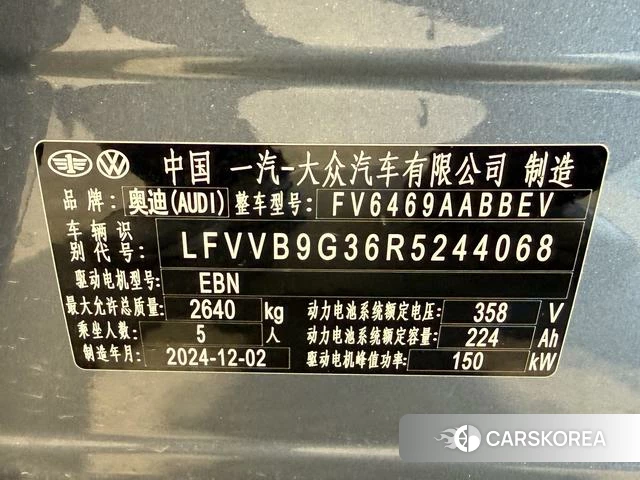 中国 一汽-大众汽车有限公司 制造
品牌: 奥迪(AUDI) 整车型号: FV6469AABBEV
车辆识别代号: LFVVB9G36R5244068
驱动电机型号: EBN
最大允许总质量: 2640 kg 动力电池系统额定电压: 358 V
乘坐人数: 5 人 动力电池系统额定容量: 224 Ah
制造年月: 2024-12-02 驱动电机峰值功率: 150 kW
CARSKOREA